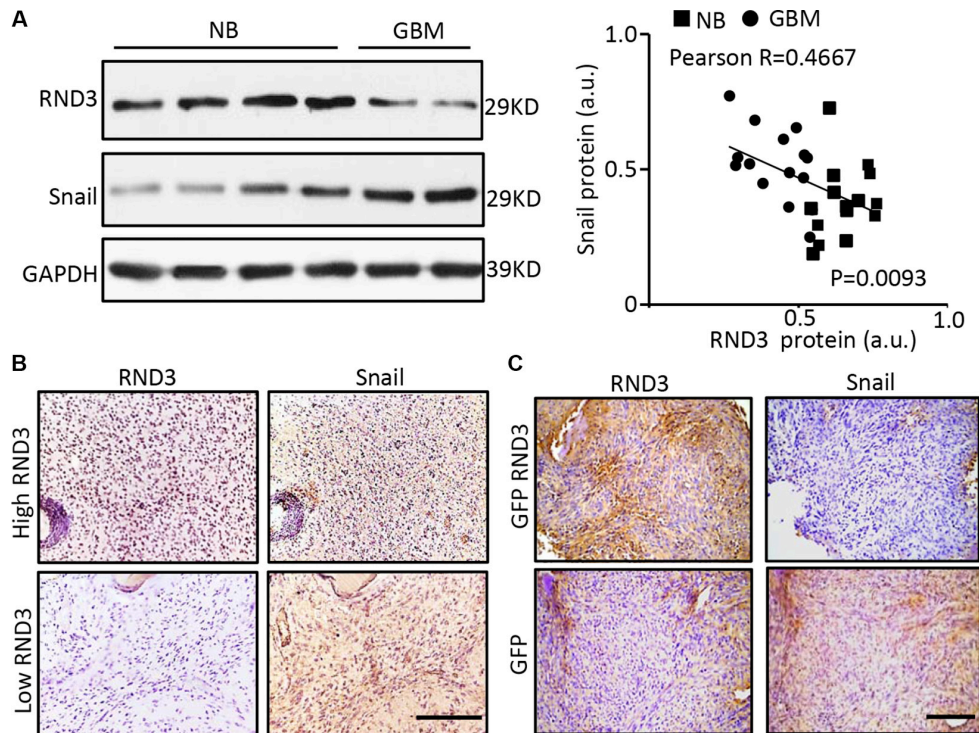 A
NB GBM
RND3 29KD
Snail 29KD
GAPDH 39KD
■ NB ● GBM
Pearson R=0.4667
P=0.0093
Snail protein (a.u.)
1.0
0.5
0
0.5 1.0
RND3 protein (a.u.)
B
RND3 Snail
High RND3
Low RND3
C
RND3 Snail
GFP RND3
GFP